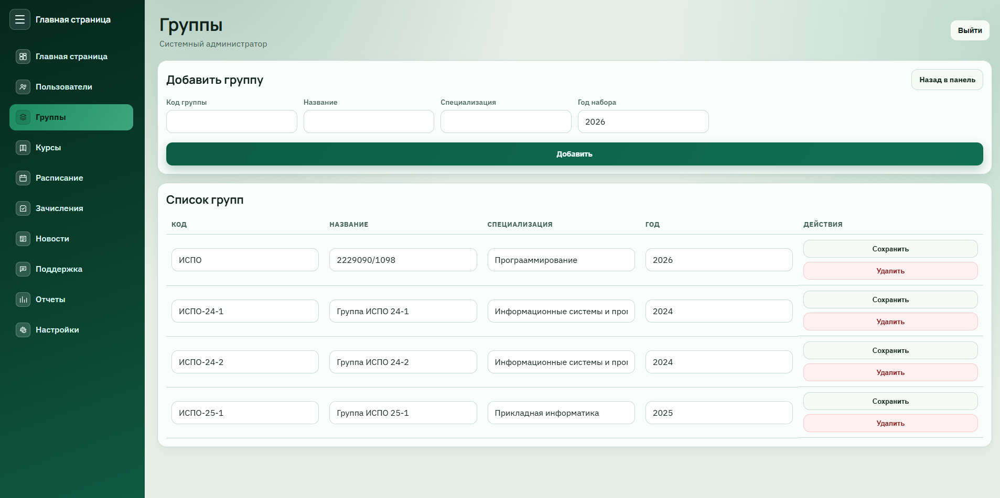 Главная страница
Главная страница
Пользователи
Группы
Курсы
Расписание
Зачисления
Новости
Поддержка
Отчеты
Настройки
Группы
Системный администратор
Выйти
Добавить группу
Назад в панель
Код группы Название Специализация Год набора
2026
Добавить
Список групп
КОД НАЗВАНИЕ СПЕЦИАЛИЗАЦИЯ ГОД ДЕЙСТВИЯ
ИСПО 2229090/1098 Програаммирование 2026 Сохранить
Удалить
ИСПО-24-1 Группа ИСПО 24-1 Информационные системы и прог 2024 Сохранить
Удалить
ИСПО-24-2 Группа ИСПО 24-2 Информационные системы и прог 2024 Сохранить
Удалить
ИСПО-25-1 Группа ИСПО 25-1 Прикладная информатика 2025 Сохранить
Удалить